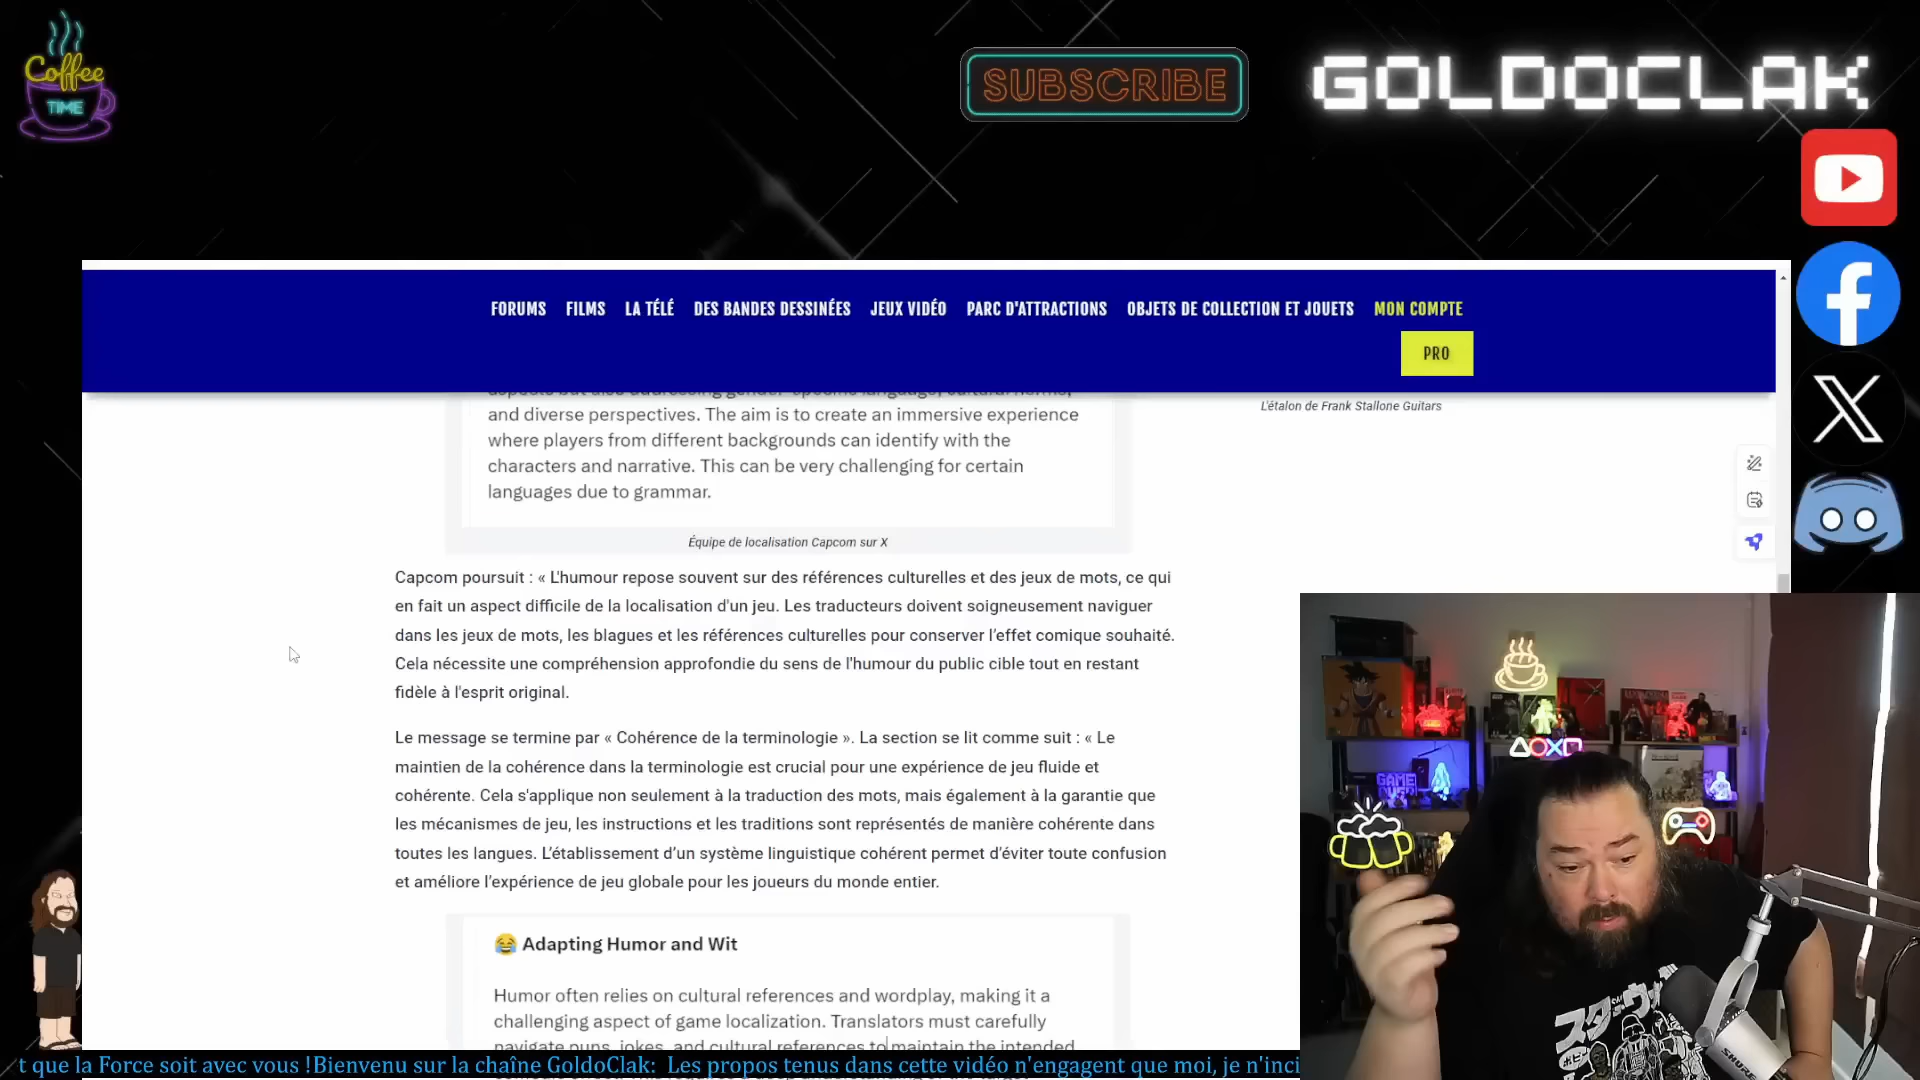 Coffee
TIME
SUBSCRIBE
GOLDOCLAK
FORUMS FILMS LA TÉLÉ DES BANDES DESSINÉES JEUX VIDÉO PARC D'ATTRACTIONS OBJETS DE COLLECTION ET JOUETS MON COMPTE
PRO
and diverse perspectives. The aim is to create an immersive experience
where players from different backgrounds can identify with the
characters and narrative. This can be very challenging for certain
languages due to grammar.
L'étalon de Frank Stallone Guitars
Équipe de localisation Capcom sur X
Capcom poursuit : « L'humour repose souvent sur des références culturelles et des jeux de mots, ce qui
en fait un aspect difficile de la localisation d'un jeu. Les traducteurs doivent soigneusement naviguer
dans les jeux de mots, les blagues et les références culturelles pour conserver l'effet comique souhaité.
Cela nécessite une compréhension approfondie du sens de l'humour du public cible tout en restant
fidèle à l'esprit original.
Le message se termine par « Cohérence de la terminologie ». La section se lit comme suit : « Le
maintien de la cohérence dans la terminologie est crucial pour une expérience de jeu fluide et
cohérente. Cela s'applique non seulement à la traduction des mots, mais également à la garantie que
les mécanismes de jeu, les instructions et les traditions sont représentés de manière cohérente dans
toutes les langues. L'établissement d'un système linguistique cohérent permet d'éviter toute confusion
et améliore l'expérience de jeu globale pour les joueurs du monde entier.
😂 Adapting Humor and Wit
Humor often relies on cultural references and wordplay, making it a
challenging aspect of game localization. Translators must carefully
navigate puns, jokes, and cultural references to maintain the intended
GAME
SHURE
t que la Force soit avec vous !Bienvenu sur la chaîne GoldoClak: Les propos tenus dans cette vidéo n'engagent que moi, je n'inci